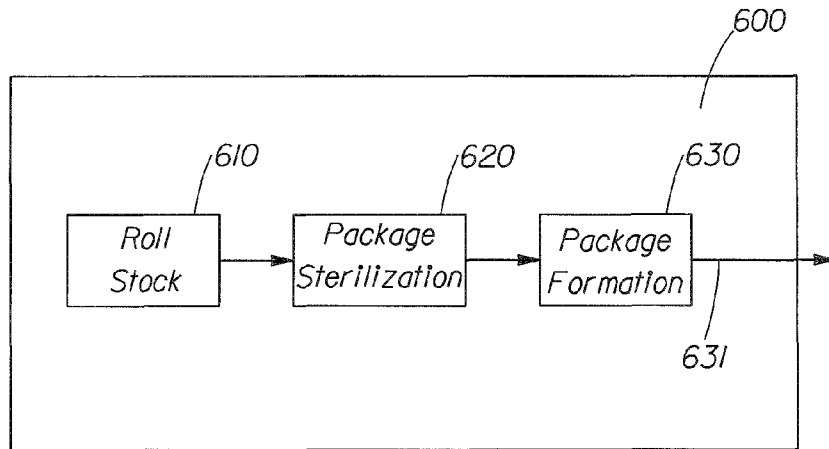 600
610
620
630
Roll
Stock
Package
Sterilization
Package
Formation
631